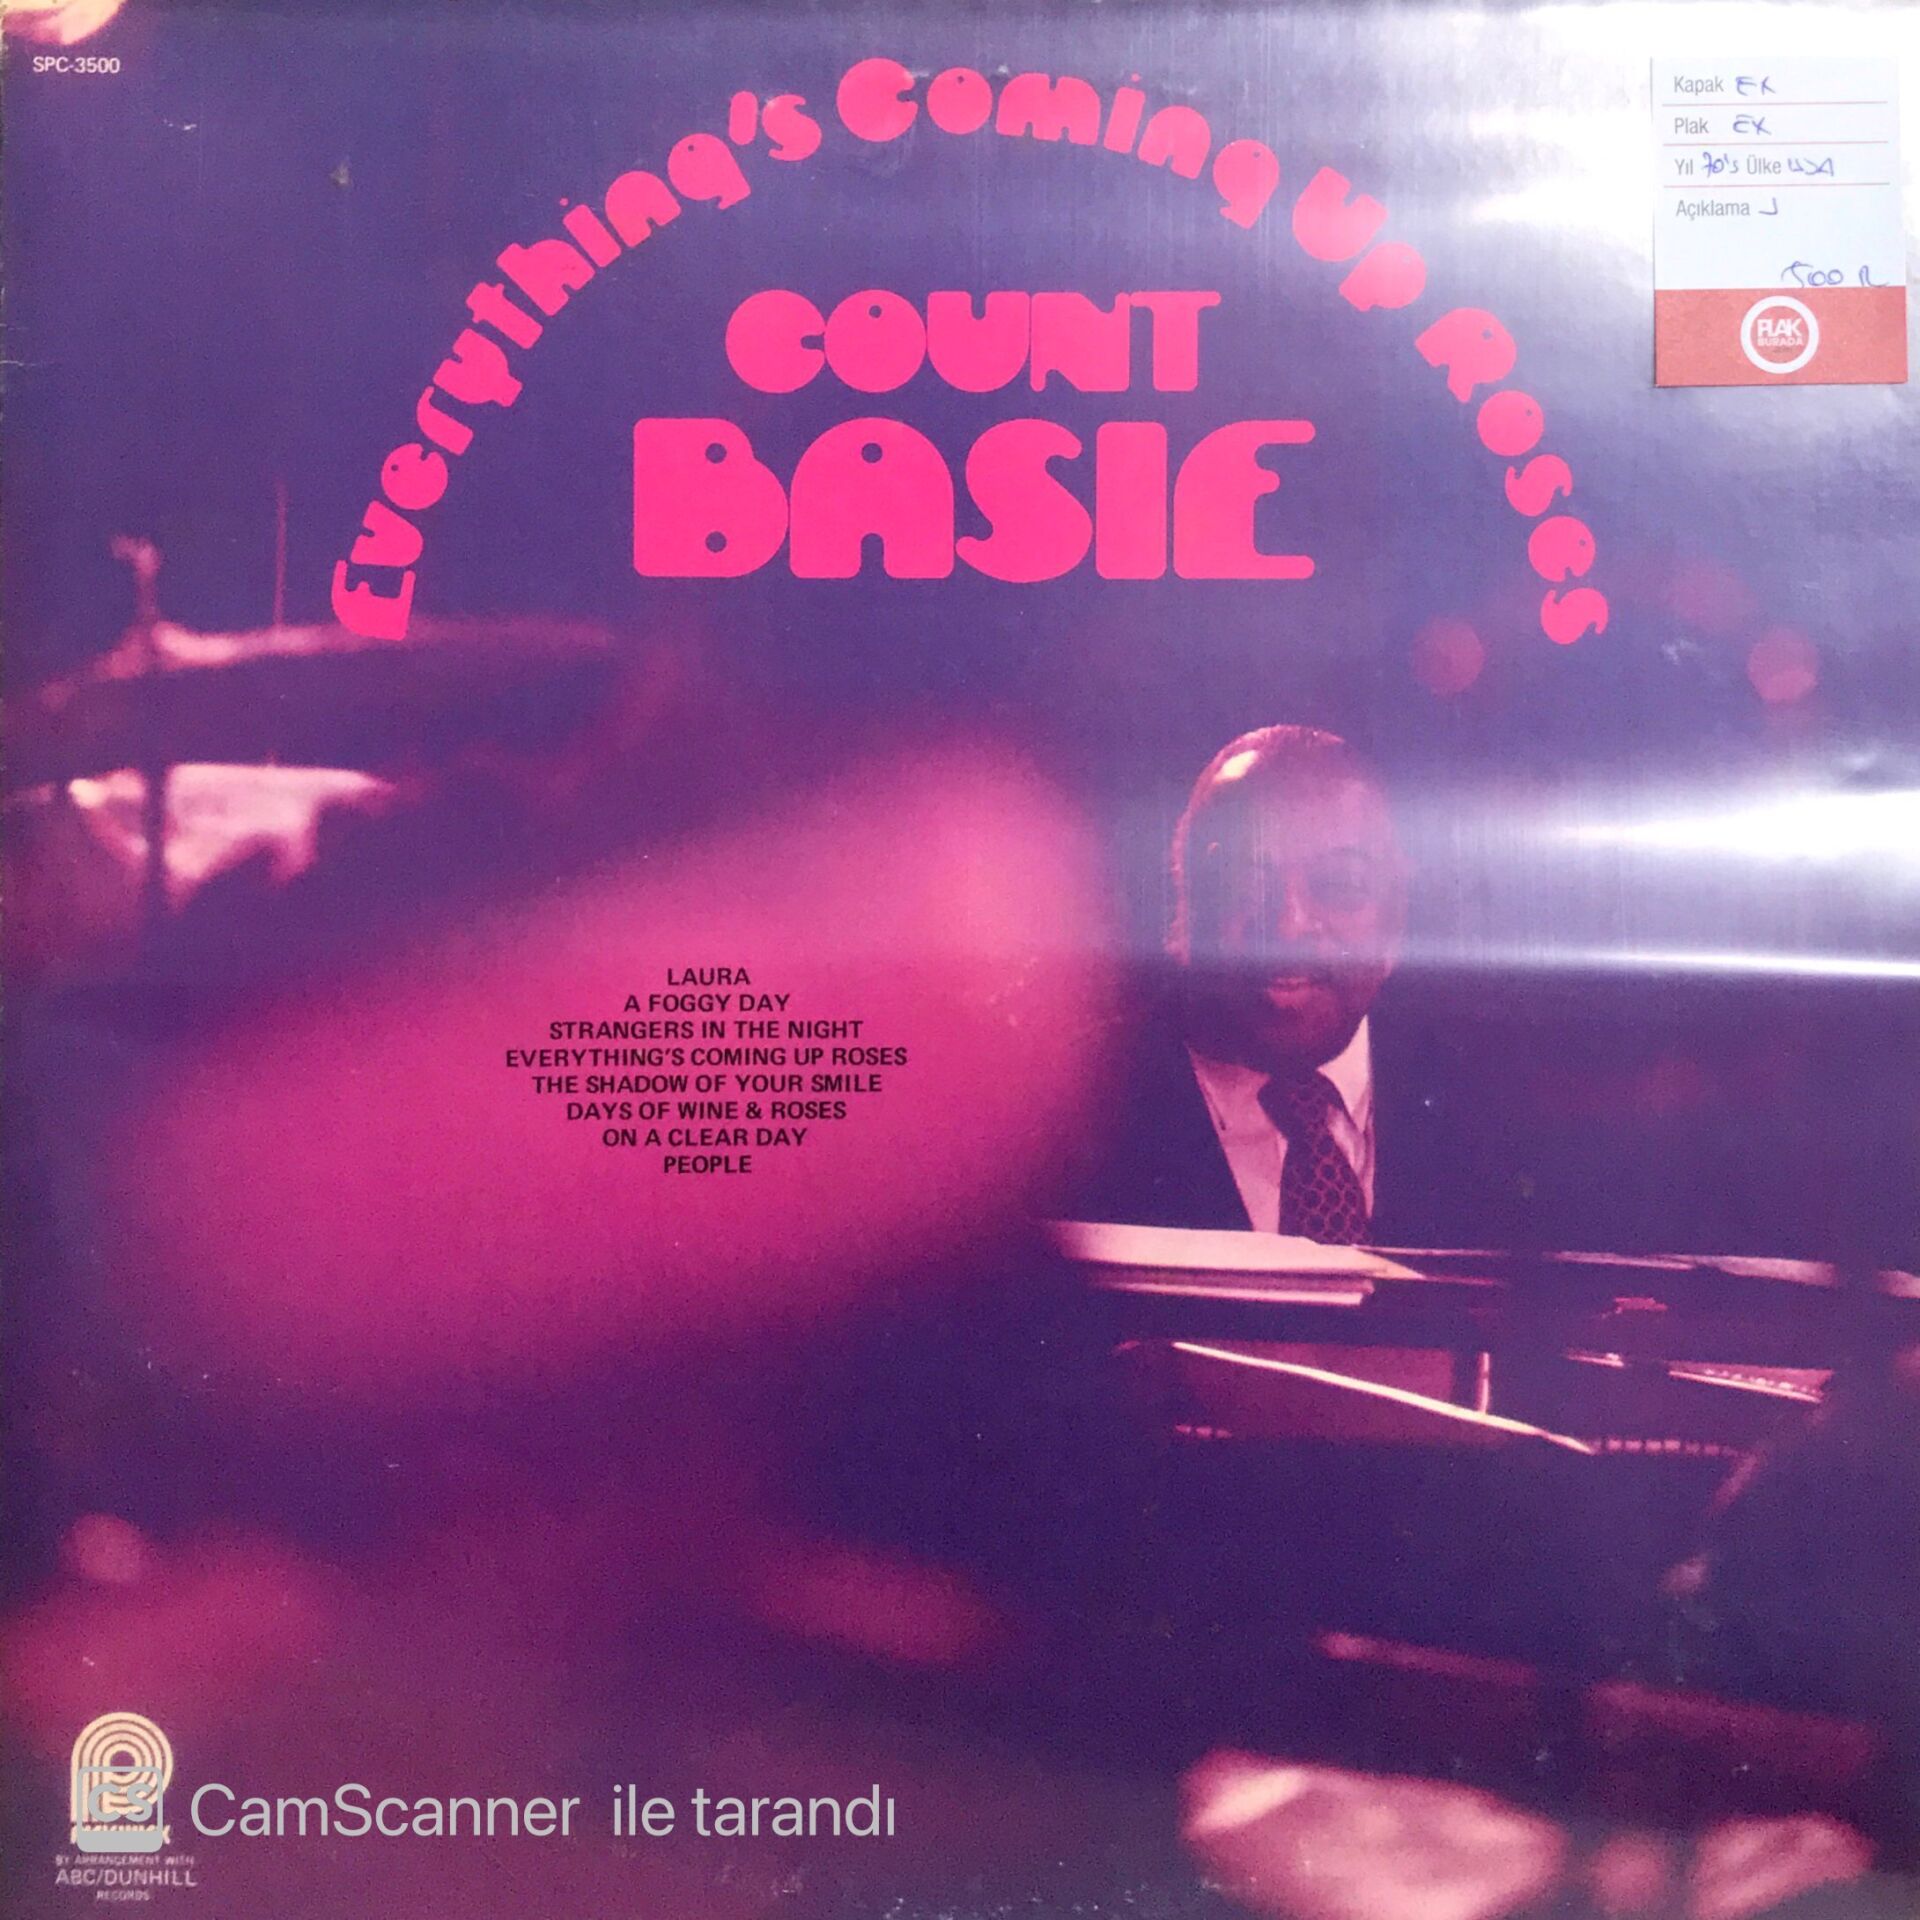 SPC-3500
Everything's Coming Up Roses
COUNT
BASIE
Kapak EX
Plak EX
Yıl 70's Ülke USA
Açıklama
500
PLAK
BURADA
LAURA
A FOGGY DAY
STRANGERS IN THE NIGHT
EVERYTHING'S COMING UP ROSES
THE SHADOW OF YOUR SMILE
DAYS OF WINE & ROSES
ON A CLEAR DAY
PEOPLE
CS CamScanner ile tarandı
BY ARRANGEMENT WITH
ABC/DUNHILL
RECORDS